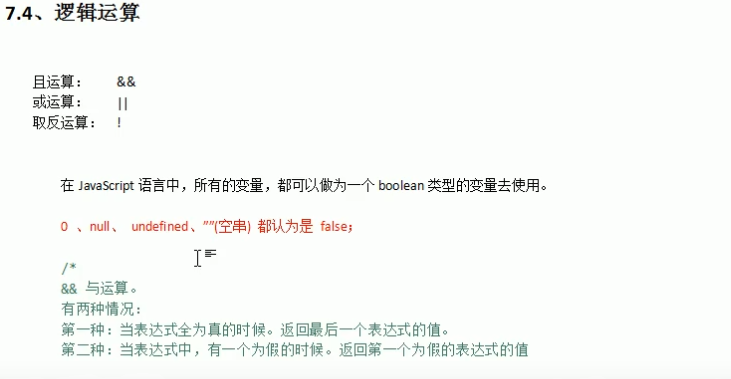 7.4、逻辑运算
且运算： &&
或运算： ||
取反运算： !
在 JavaScript 语言中，所有的变量，都可以做为一个 boolean 类型的变量去使用。
0 、null、 undefined、””(空串) 都认为是 false；
/*
&& 与运算。
有两种情况：
第一种：当表达式全为真的时候。返回最后一个表达式的值。
第二种：当表达式中，有一个为假的时候。返回第一个为假的表达式的值